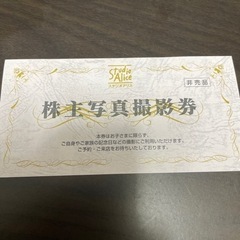 Studio Alice
非売品
株主写真撮影券
本券はお子さまに限らず、
ご自身やご家族の記念日などの撮影にご利用いただけます。
ご予約・ご来店をお待ちいたしております。